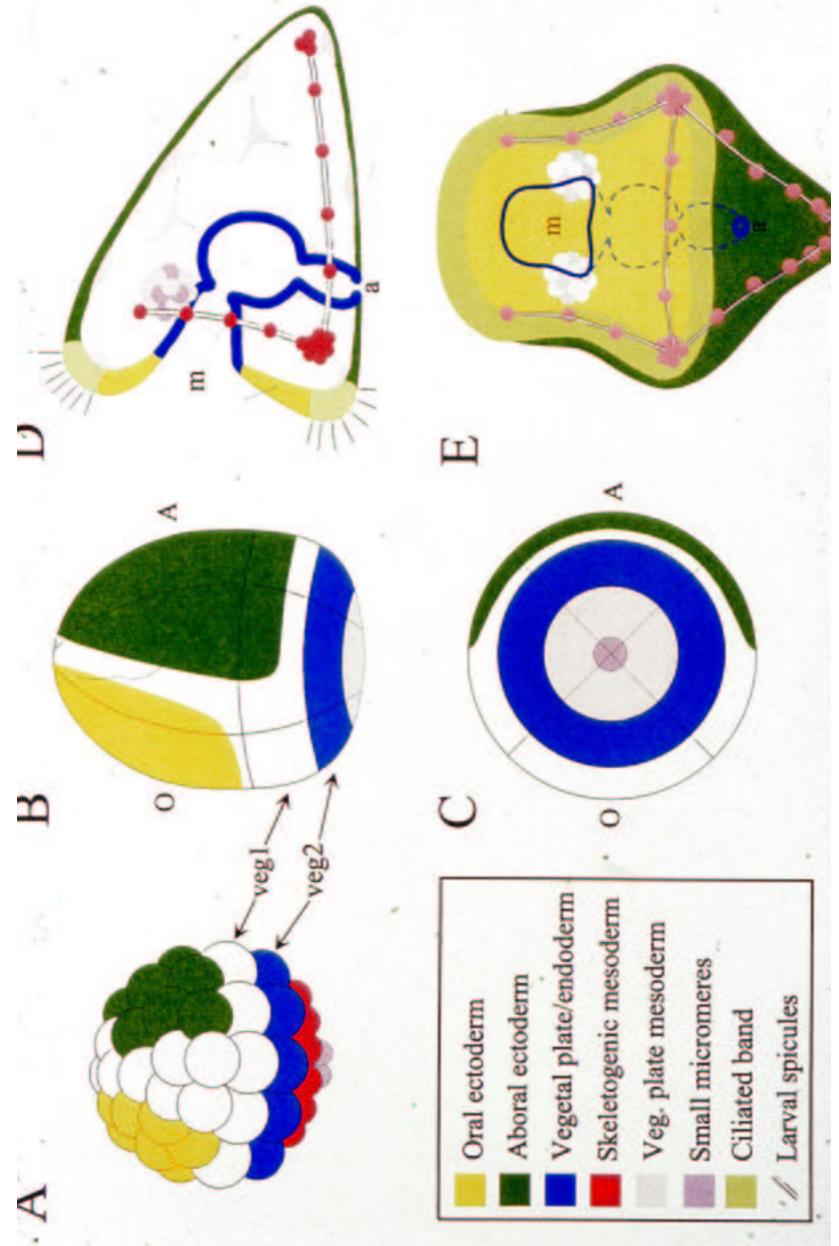 A
B
C
D
E
veg1
veg2
O
A
O
A
m
a
m
a
Oral ectoderm
Aboral ectoderm
Vegetal plate/endoderm
Skeletogenic mesoderm
Veg. plate mesoderm
Small micromeres
Ciliated band
Larval spicules